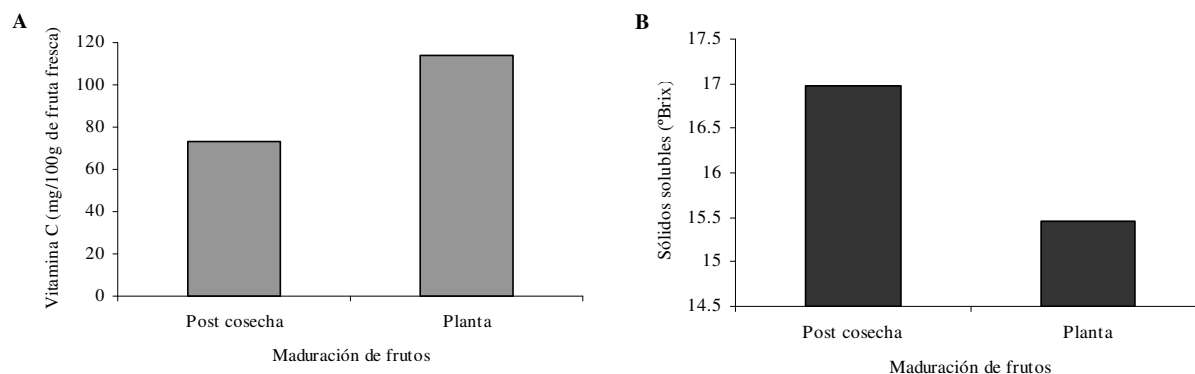 A
Vitamina C (mg/100g de fruta fresca)
120
100
80
60
40
20
0
Post cosecha
Planta
Maduración de frutos
B
Sólidos solubles (ºBrix)
17.5
17
16.5
16
15.5
15
14.5
Post cosecha
Planta
Maduración de frutos